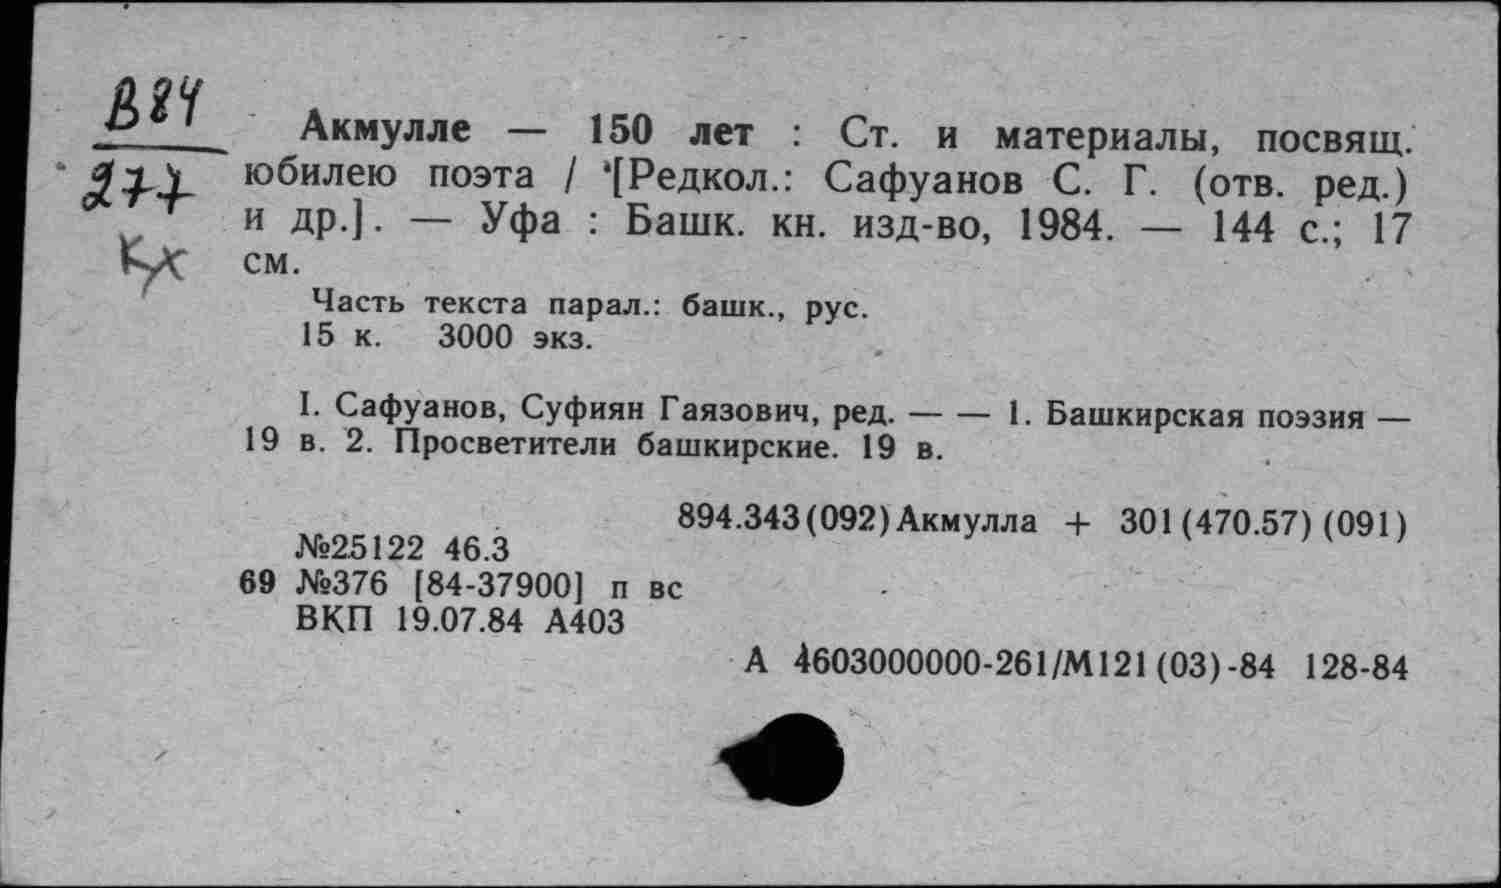 В84
277
Кх
Акмулле — 150 лет : Ст. и материалы, посвящ.
юбилею поэта / [Редкол.: Сафуанов С. Г. (отв. ред.)
и др.]. — Уфа : Башк. кн. изд-во, 1984. — 144 с.; 17
см.
Часть текста парал.: башк., рус.
15 к. 3000 экз.
I. Сафуанов, Суфиян Гаязович, ред. — — 1. Башкирская поэзия —
19 в. 2. Просветители башкирские. 19 в.
894.343(092)Акмулла + 301(470.57)(091)
№25122 46.3
69 №376 [84-37900] п вс
ВКП 19.07.84 А403
А 4603000000-261/М121(03)-84 128-84